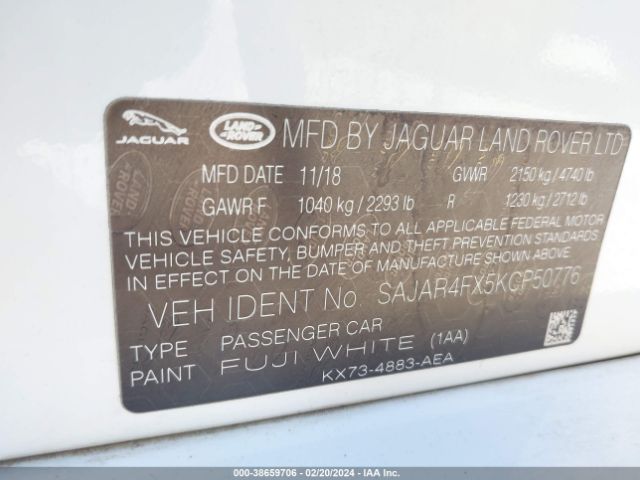 JAGUAR LAND ROVER MFD BY JAGUAR LAND ROVER LTD
MFD DATE 11/18 GVWR 2150 kg / 4740 lb
GAWR F 1040 kg / 2293 lb R 1230 kg / 2712 lb
THIS VEHICLE CONFORMS TO ALL APPLICABLE FEDERAL MOTOR
VEHICLE SAFETY, BUMPER AND THEFT PREVENTION STANDARDS
IN EFFECT ON THE DATE OF MANUFACTURE SHOWN ABOVE
VEH IDENT No. SAJAR4FX5KCP50776
TYPE PASSENGER CAR
PAINT FUJI WHITE (1AA)
KX73-4883-AEA
000-38659706 - 02/20/2024 - IAA Inc.